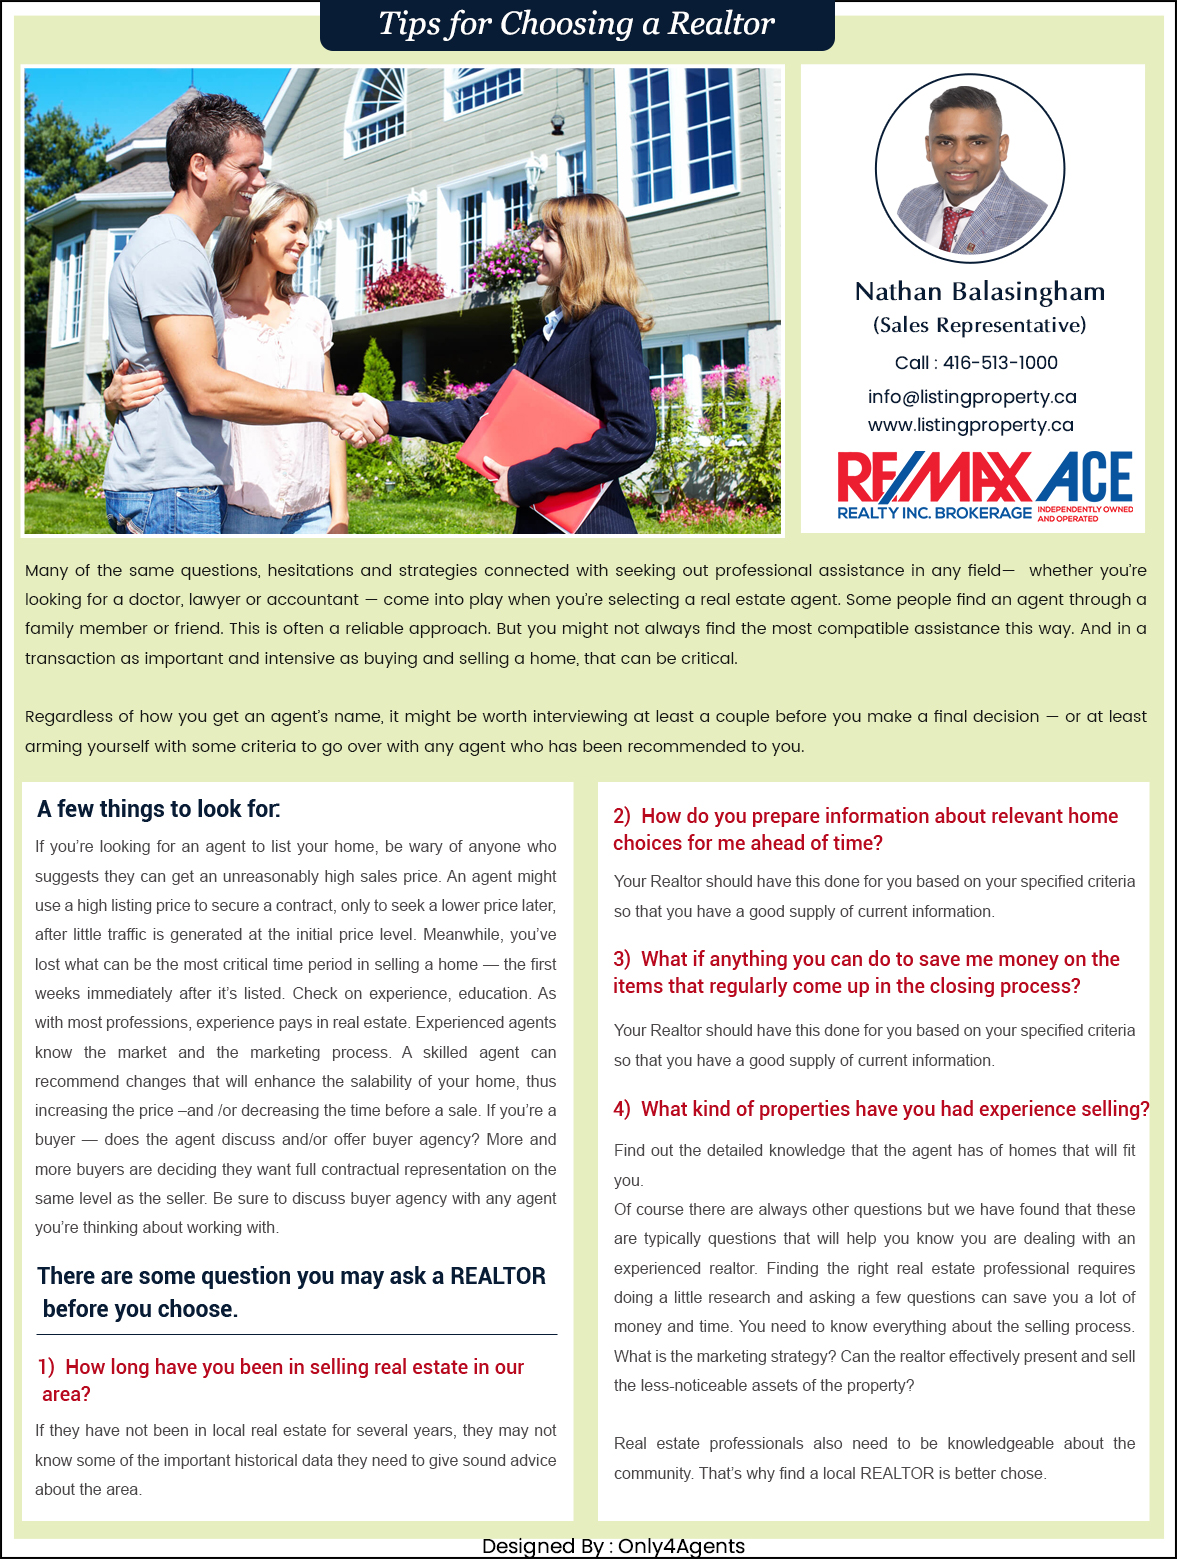 Tips for Choosing a Realtor
Nathan Balasingham
(Sales Representative)
Call : 416-513-1000
info@listingproperty.ca
www.listingproperty.ca
RE/MAX ACE
REALTY INC. BROKERAGE INDEPENDENTLY OWNED
AND OPERATED
Many of the same questions, hesitations and strategies connected with seeking out professional assistance in any field— whether you're
looking for a doctor, lawyer or accountant — come into play when you're selecting a real estate agent. Some people find an agent through a
family member or friend. This is often a reliable approach. But you might not always find the most compatible assistance this way. And in a
transaction as important and intensive as buying and selling a home, that can be critical.
Regardless of how you get an agent's name, it might be worth interviewing at least a couple before you make a final decision — or at least
arming yourself with some criteria to go over with any agent who has been recommended to you.
A few things to look for:
If you're looking for an agent to list your home, be wary of anyone who
suggests they can get an unreasonably high sales price. An agent might
use a high listing price to secure a contract, only to seek a lower price later,
after little traffic is generated at the initial price level. Meanwhile, you've
lost what can be the most critical time period in selling a home — the first
weeks immediately after it's listed. Check on experience, education. As
with most professions, experience pays in real estate. Experienced agents
know the market and the marketing process. A skilled agent can
recommend changes that will enhance the salability of your home, thus
increasing the price –and /or decreasing the time before a sale. If you're a
buyer — does the agent discuss and/or offer buyer agency? More and
more buyers are deciding they want full contractual representation on the
same level as the seller. Be sure to discuss buyer agency with any agent
you're thinking about working with.
There are some question you may ask a REALTOR
before you choose.
1) How long have you been in selling real estate in our
area?
If they have not been in local real estate for several years, they may not
know some of the important historical data they need to give sound advice
about the area.
2) How do you prepare information about relevant home
choices for me ahead of time?
Your Realtor should have this done for you based on your specified criteria
so that you have a good supply of current information.
3) What if anything you can do to save me money on the
items that regularly come up in the closing process?
Your Realtor should have this done for you based on your specified criteria
so that you have a good supply of current information.
4) What kind of properties have you had experience selling?
Find out the detailed knowledge that the agent has of homes that will fit
you.
Of course there are always other questions but we have found that these
are typically questions that will help you know you are dealing with an
experienced realtor. Finding the right real estate professional requires
doing a little research and asking a few questions can save you a lot of
money and time. You need to know everything about the selling process.
What is the marketing strategy? Can the realtor effectively present and sell
the less-noticeable assets of the property?
Real estate professionals also need to be knowledgeable about the
community. That's why find a local REALTOR is better chose.
Designed By : Only4Agents